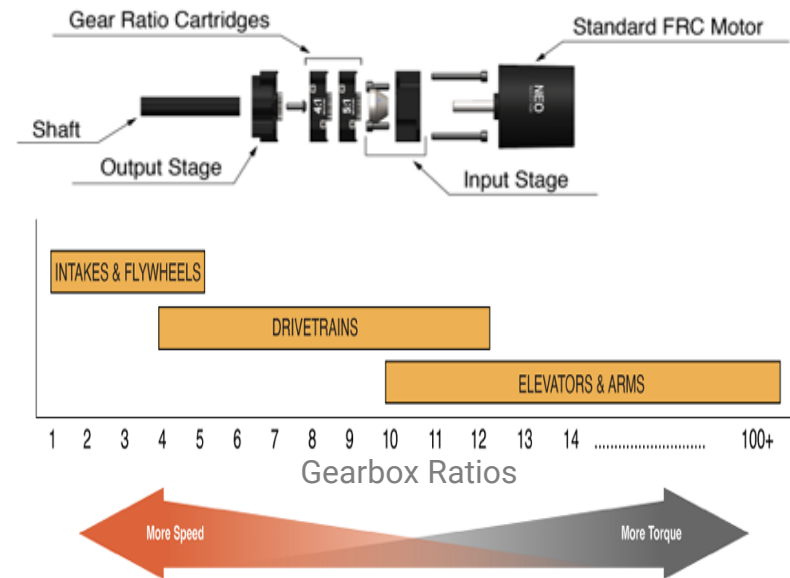 Gear Ratio Cartridges
Standard FRC Motor
4:1
5:1
NEO
Shaft
Output Stage
Input Stage
INTAKES & FLYWHEELS
DRIVETRAINS
ELEVATORS & ARMS
1 2 3 4 5 6 7 8 9 10 11 12 13 14 ............................ 100+
Gearbox Ratios
More Speed
More Torque